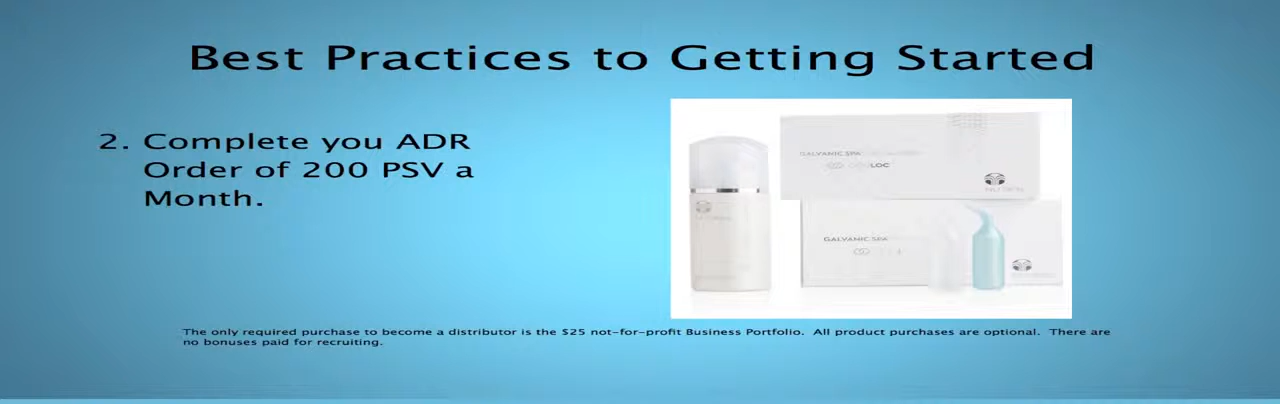 Best Practices to Getting Started
2. Complete you ADR
Order of 200 PSV a
Month.
GALVANIC SPA
LOC
GALVANIC SPA
The only required purchase to become a distributor is the $25 not-for-profit Business Portfolio. All product purchases are optional. There are
no bonuses paid for recruiting.